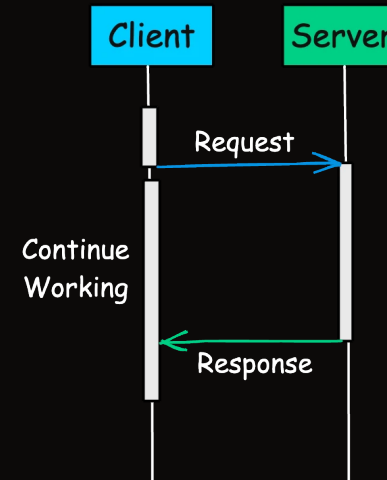 Client
Server
Request
Continue
Working
Response